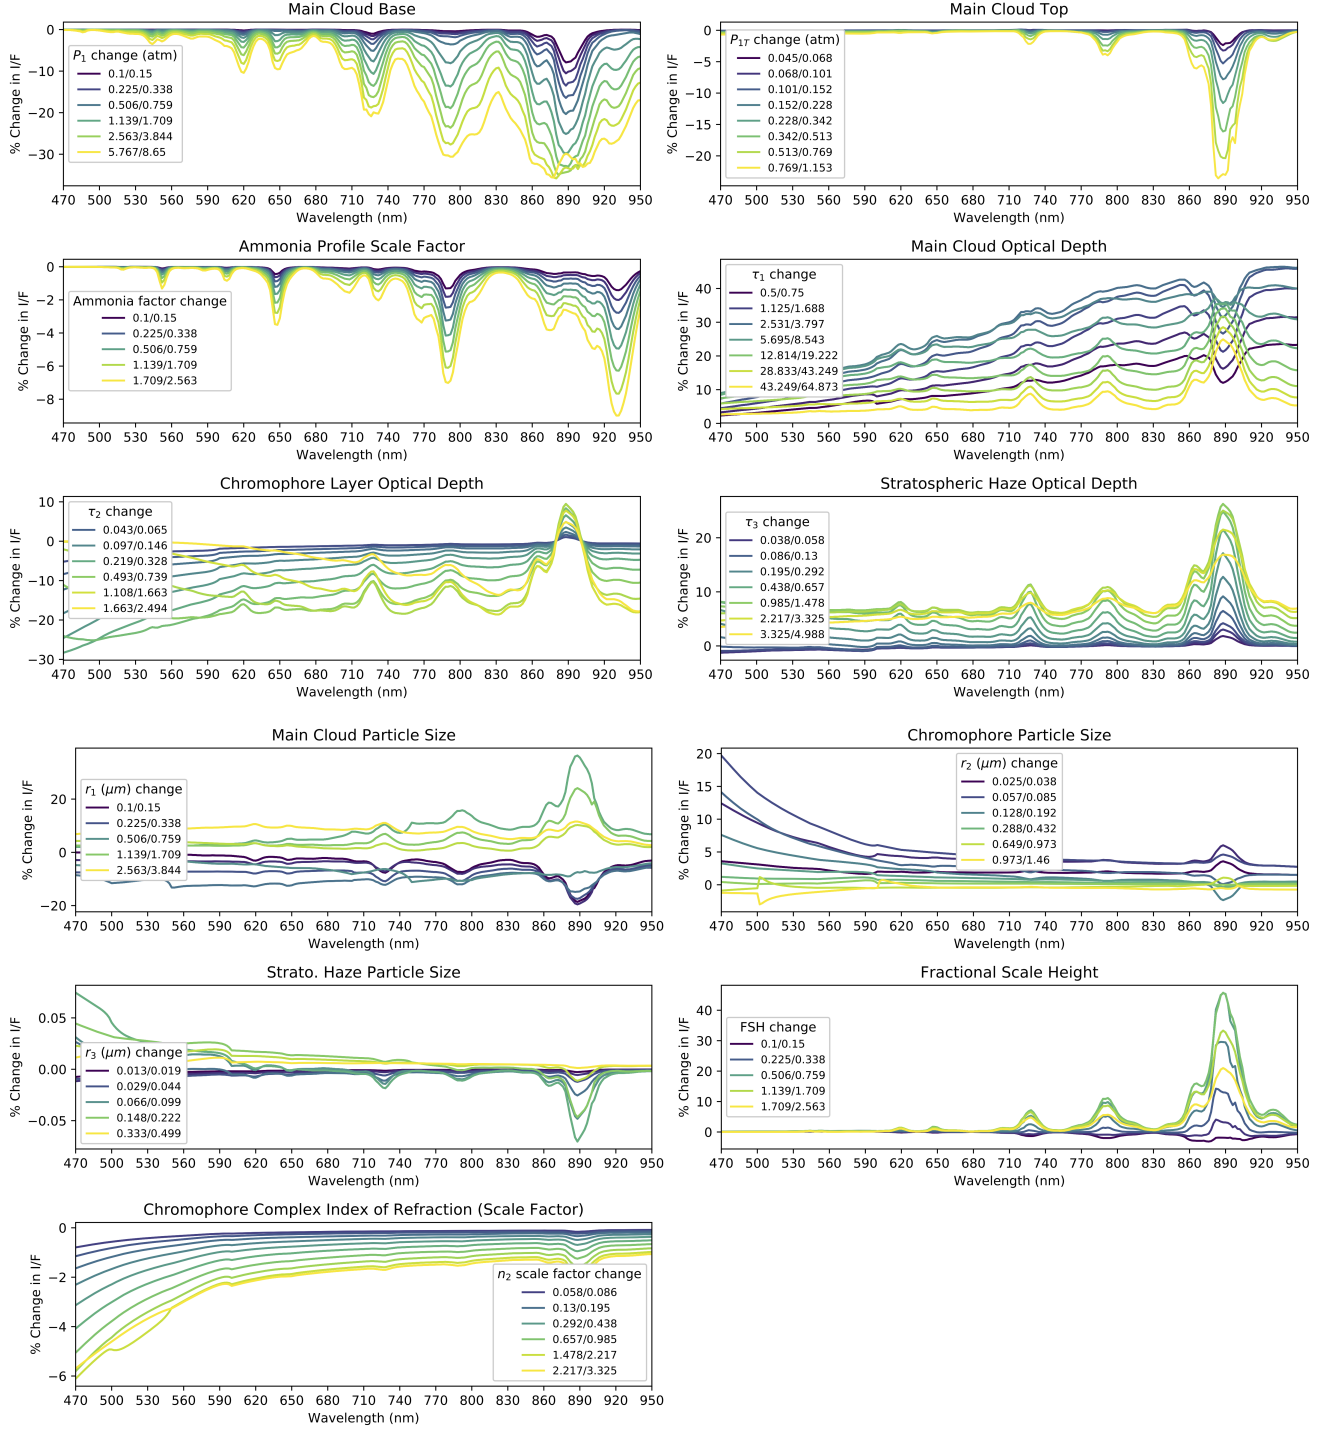 Main Cloud Base
% Change in I/F
0
−10
−20
−30
P1 change (atm)
0.1/0.15
0.225/0.338
0.506/0.759
1.139/1.709
2.563/3.844
5.767/8.65
470 500 530 560 590 620 650 680 710 740 770 800 830 860 890 920 950
Wavelength (nm)
Main Cloud Top
% Change in I/F
0
−5
−10
−15
−20
P1T change (atm)
0.045/0.068
0.068/0.101
0.101/0.152
0.152/0.228
0.228/0.342
0.342/0.513
0.513/0.769
0.769/1.153
470 500 530 560 590 620 650 680 710 740 770 800 830 860 890 920 950
Wavelength (nm)
Ammonia Profile Scale Factor
% Change in I/F
0
−2
−4
−6
−8
Ammonia factor change
0.1/0.15
0.225/0.338
0.506/0.759
1.139/1.709
1.709/2.563
470 500 530 560 590 620 650 680 710 740 770 800 830 860 890 920 950
Wavelength (nm)
Main Cloud Optical Depth
% Change in I/F
40
30
20
10
0
τ1 change
0.5/0.75
1.125/1.688
2.531/3.797
5.695/8.543
12.814/19.222
28.833/43.249
43.249/64.873
470 500 530 560 590 620 650 680 710 740 770 800 830 860 890 920 950
Wavelength (nm)
Chromophore Layer Optical Depth
% Change in I/F
10
0
−10
−20
−30
τ2 change
0.043/0.065
0.097/0.146
0.219/0.328
0.493/0.739
1.108/1.663
1.663/2.494
470 500 530 560 590 620 650 680 710 740 770 800 830 860 890 920 950
Wavelength (nm)
Stratospheric Haze Optical Depth
% Change in I/F
20
10
0
τ3 change
0.038/0.058
0.086/0.13
0.195/0.292
0.438/0.657
0.985/1.478
2.217/3.325
3.325/4.988
470 500 530 560 590 620 650 680 710 740 770 800 830 860 890 920 950
Wavelength (nm)
Main Cloud Particle Size
% Change in I/F
20
0
−20
r1 (μm) change
0.1/0.15
0.225/0.338
0.506/0.759
1.139/1.709
2.563/3.844
470 500 530 560 590 620 650 680 710 740 770 800 830 860 890 920 950
Wavelength (nm)
Chromophore Particle Size
% Change in I/F
20
15
10
5
0
r2 (μm) change
0.025/0.038
0.057/0.085
0.128/0.192
0.288/0.432
0.649/0.973
0.973/1.46
470 500 530 560 590 620 650 680 710 740 770 800 830 860 890 920 950
Wavelength (nm)
Strato. Haze Particle Size
% Change in I/F
0.05
0.00
−0.05
r3 (μm) change
0.013/0.019
0.029/0.044
0.066/0.099
0.148/0.222
0.333/0.499
470 500 530 560 590 620 650 680 710 740 770 800 830 860 890 920 950
Wavelength (nm)
Fractional Scale Height
% Change in I/F
40
30
20
10
0
FSH change
0.1/0.15
0.225/0.338
0.506/0.759
1.139/1.709
1.709/2.563
470 500 530 560 590 620 650 680 710 740 770 800 830 860 890 920 950
Wavelength (nm)
Chromophore Complex Index of Refraction (Scale Factor)
% Change in I/F
0
−2
−4
−6
n2 scale factor change
0.058/0.086
0.13/0.195
0.292/0.438
0.657/0.985
1.478/2.217
2.217/3.325
470 500 530 560 590 620 650 680 710 740 770 800 830 860 890 920 950
Wavelength (nm)